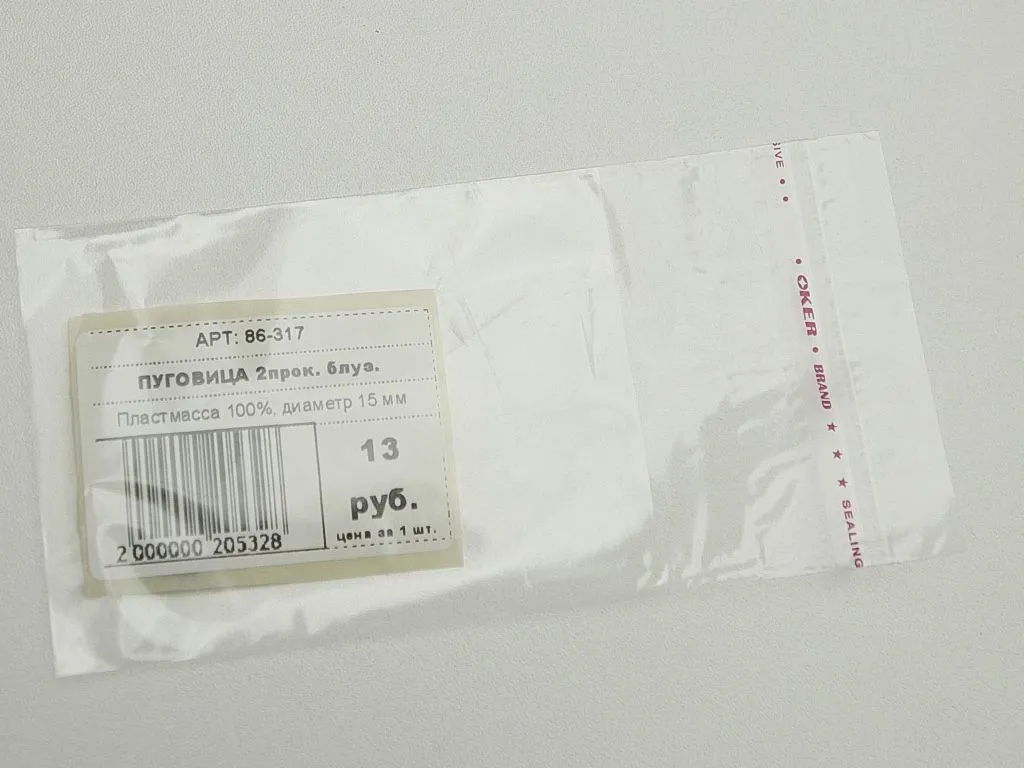 АРТ: 86-317
ПУГОВИЦА 2прок. блуз.
Пластмасса 100%, диаметр 15 мм
13
руб.
цена за 1 шт.
2 000000 205328
OKER • BRAND ★ ★ ★ SEALING